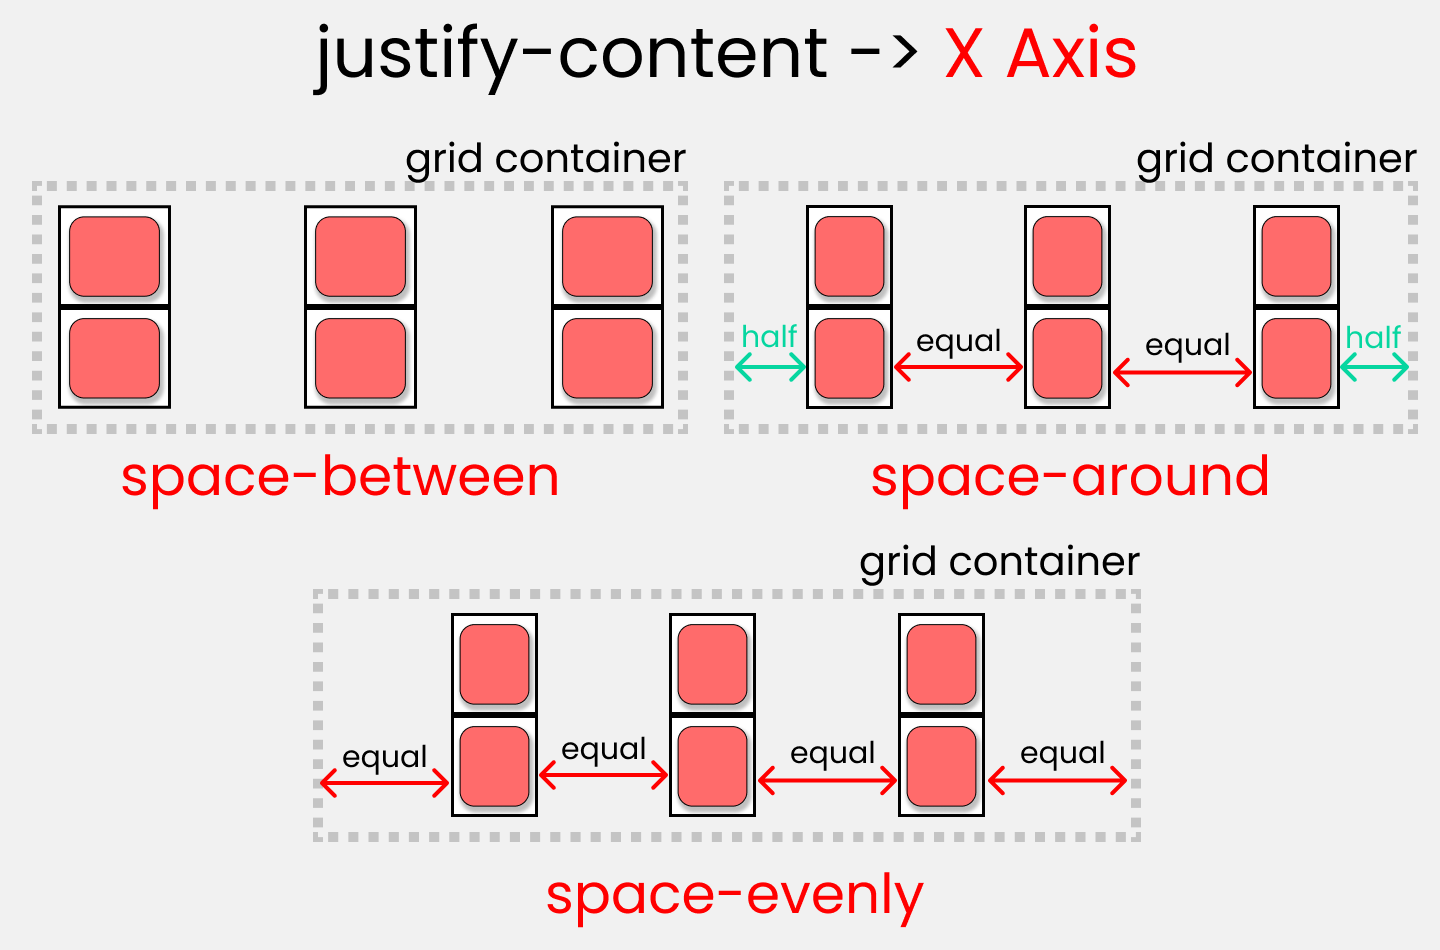 justify-content -> X Axis
grid container
grid container
half
equal
equal
half
space-between
space-around
grid container
equal
equal
equal
equal
space-evenly